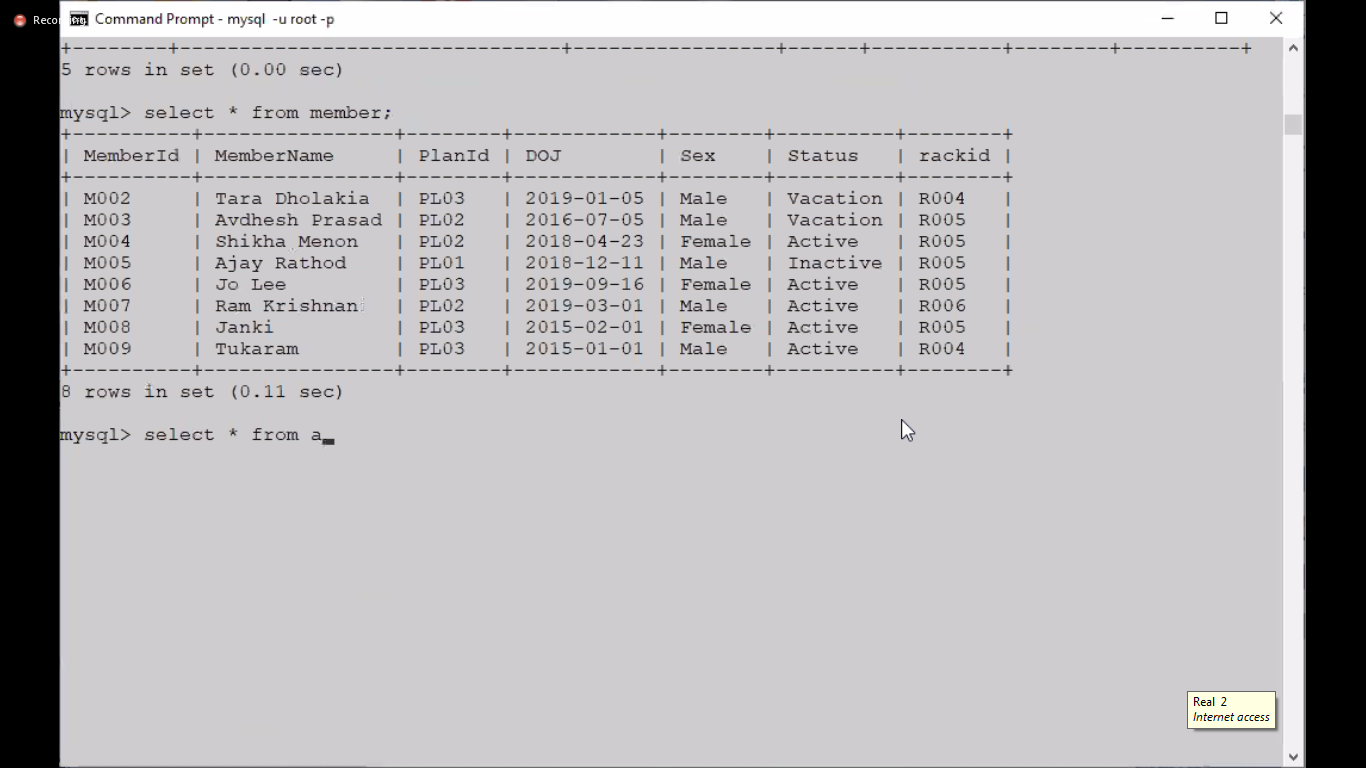 Recor
Command Prompt - mysql -u root -p
+---------+---------------------------------+------------------+------+------------+--------+----------+
5 rows in set (0.00 sec)
mysql> select * from member;
+----------+----------------+--------+------------+--------+----------+--------+
| MemberId | MemberName | PlanId | DOJ | Sex | Status | rackid |
+----------+----------------+--------+------------+--------+----------+--------+
| M002 | Tara Dholakia | PL03 | 2019-01-05 | Male | Vacation | R004 |
| M003 | Avdhesh Prasad | PL02 | 2016-07-05 | Male | Vacation | R005 |
| M004 | Shikha Menon | PL02 | 2018-04-23 | Female | Active | R005 |
| M005 | Ajay Rathod | PL01 | 2018-12-11 | Male | Inactive | R005 |
| M006 | Jo Lee | PL03 | 2019-09-16 | Female | Active | R005 |
| M007 | Ram Krishnani | PL02 | 2019-03-01 | Male | Active | R006 |
| M008 | Janki | PL03 | 2015-02-01 | Female | Active | R005 |
| M009 | Tukaram | PL03 | 2015-01-01 | Male | Active | R004 |
+----------+----------------+--------+------------+--------+----------+--------+
8 rows in set (0.11 sec)
mysql> select * from a_
Real 2
Internet access